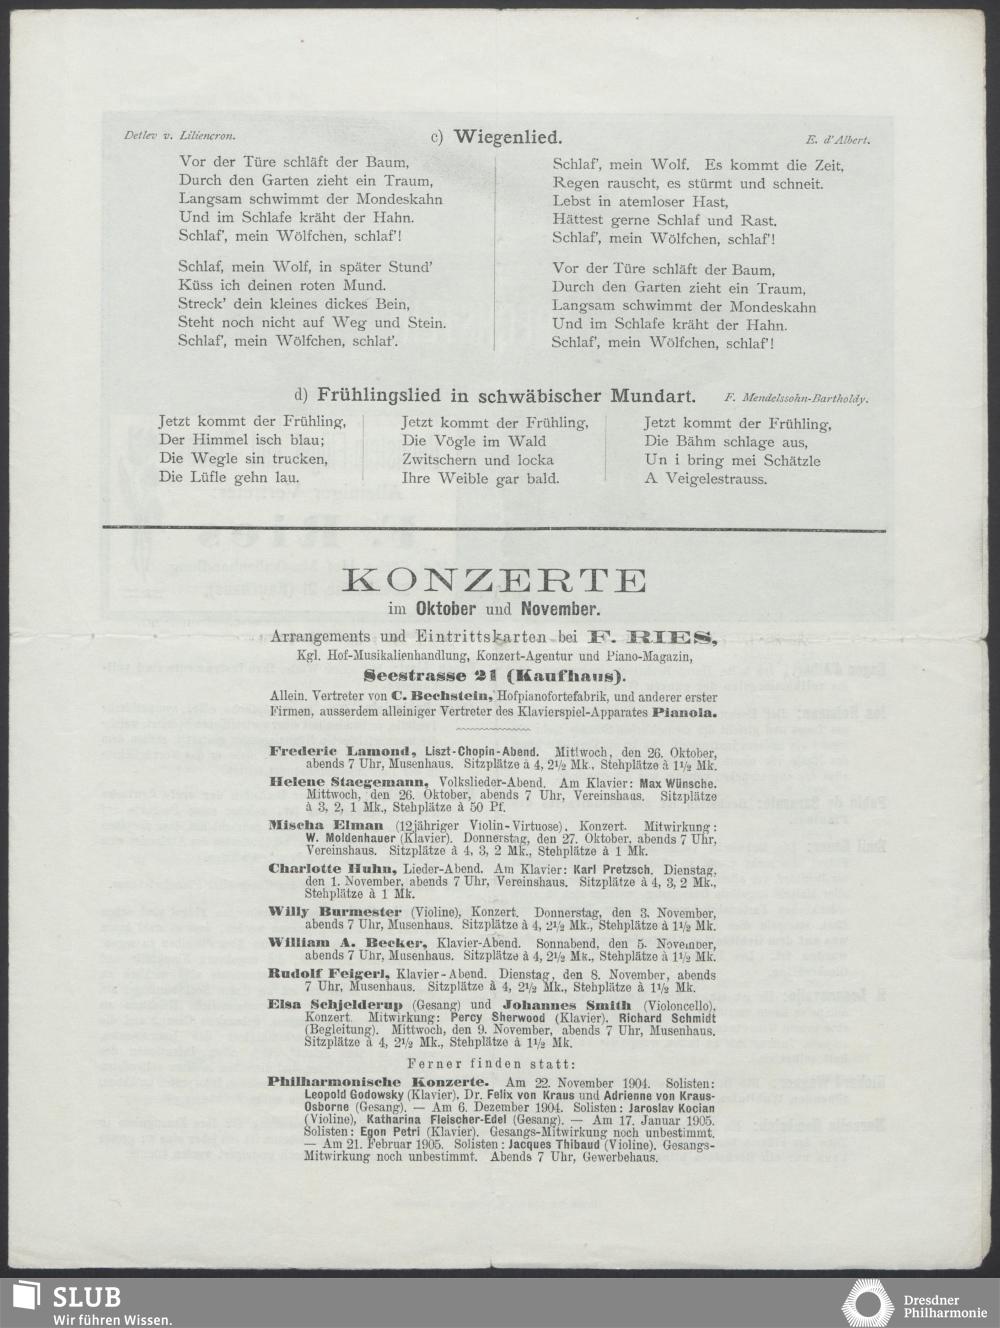 Detlev v. Liliencron.
c) Wiegenlied.
E. d'Albert.
Vor der Türe schläft der Baum,
Durch den Garten zieht ein Traum,
Langsam schwimmt der Mondeskahn
Und im Schlafe kräht der Hahn.
Schlaf', mein Wölfchen, schlaf'!
Schlaf, mein Wolf, in später Stund'
Küss ich deinen roten Mund.
Streck' dein kleines dickes Bein,
Steht noch nicht auf Weg und Stein.
Schlaf', mein Wölfchen, schlaf'.
Schlaf', mein Wolf. Es kommt die Zeit,
Regen rauscht, es stürmt und schneit.
Lebst in atemloser Hast,
Hättest gerne Schlaf und Rast.
Schlaf', mein Wölfchen, schlaf'!
Vor der Türe schläft der Baum,
Durch den Garten zieht ein Traum,
Langsam schwimmt der Mondeskahn
Und im Schlafe kräht der Hahn.
Schlaf', mein Wölfchen, schlaf'!
d) Frühlingslied in schwäbischer Mundart.
F. Mendelssohn-Bartholdy.
Jetzt kommt der Frühling,
Der Himmel isch blau;
Die Wegle sin trucken,
Die Lüfle gehn lau.
Jetzt kommt der Frühling,
Die Vögle im Wald
Zwitschern und locka
Ihre Weible gar bald.
Jetzt kommt der Frühling,
Die Bähm schlage aus,
Un i bring mei Schätzle
A Veigelestrauss.
KONZERTE
im Oktober und November.
Arrangements und Eintrittskarten bei F. RIES,
Kgl. Hof-Musikalienhandlung, Konzert-Agentur und Piano-Magazin,
Seestrasse 21 (Kaufhaus).
Allein. Vertreter von C. Bechstein, Hofpianofortefabrik, und anderer erster
Firmen, ausserdem alleiniger Vertreter des Klavierspiel-Apparates Pianola.
Frederic Lamond, Liszt-Chopin-Abend. Mittwoch, den 26. Oktober,
abends 7 Uhr, Musenhaus. Sitzplätze à 4, 2½ Mk., Stehplätze à 1½ Mk.
Helene Staegemann, Volkslieder-Abend. Am Klavier: Max Wünsche.
Mittwoch, den 26. Oktober, abends 7 Uhr, Vereinshaus. Sitzplätze
à 3, 2, 1 Mk., Stehplätze à 50 Pf.
Mischa Elman (12jähriger Violin-Virtuose), Konzert. Mitwirkung:
W. Moldenhauer (Klavier). Donnerstag, den 27. Oktober, abends 7 Uhr,
Vereinshaus. Sitzplätze à 4, 3, 2 Mk., Stehplätze à 1 Mk.
Charlotte Huhn, Lieder-Abend. Am Klavier: Karl Pretzsch. Dienstag,
den 1. November, abends 7 Uhr, Vereinshaus. Sitzplätze à 4, 3, 2 Mk.,
Stehplätze à 1 Mk.
Willy Burmester (Violine), Konzert. Donnerstag, den 3. November,
abends 7 Uhr, Musenhaus. Sitzplätze à 4, 2½ Mk., Stehplätze à 1½ Mk.
William A. Becker, Klavier-Abend. Sonnabend, den 5. November,
abends 7 Uhr, Musenhaus. Sitzplätze à 4, 2½ Mk., Stehplätze à 1½ Mk.
Rudolf Feigerl, Klavier-Abend. Dienstag, den 8. November, abends
7 Uhr, Musenhaus. Sitzplätze à 4, 2½ Mk., Stehplätze à 1½ Mk.
Elsa Schjelderup (Gesang) und Johannes Smith (Violoncello),
Konzert. Mitwirkung: Percy Sherwood (Klavier). Richard Schmidt
(Begleitung). Mittwoch, den 9. November, abends 7 Uhr, Musenhaus.
Sitzplätze à 4, 2½ Mk., Stehplätze à 1½ Mk.
Ferner finden statt:
Philharmonische Konzerte. Am 22. November 1904. Solisten:
Leopold Godowsky (Klavier), Dr. Felix von Kraus und Adrienne von Kraus-
Osborne (Gesang). — Am 6. Dezember 1904. Solisten: Jaroslav Kocian
(Violine), Katharina Fleischer-Edel (Gesang). — Am 17. Januar 1905.
Solisten: Egon Petri (Klavier). Gesangs-Mitwirkung noch unbestimmt.
— Am 21. Februar 1905. Solisten: Jacques Thibaud (Violine). Gesangs-
Mitwirkung noch unbestimmt. Abends 7 Uhr, Gewerbehaus.
SLUB
Wir führen Wissen.
Dresdner
Philharmonie